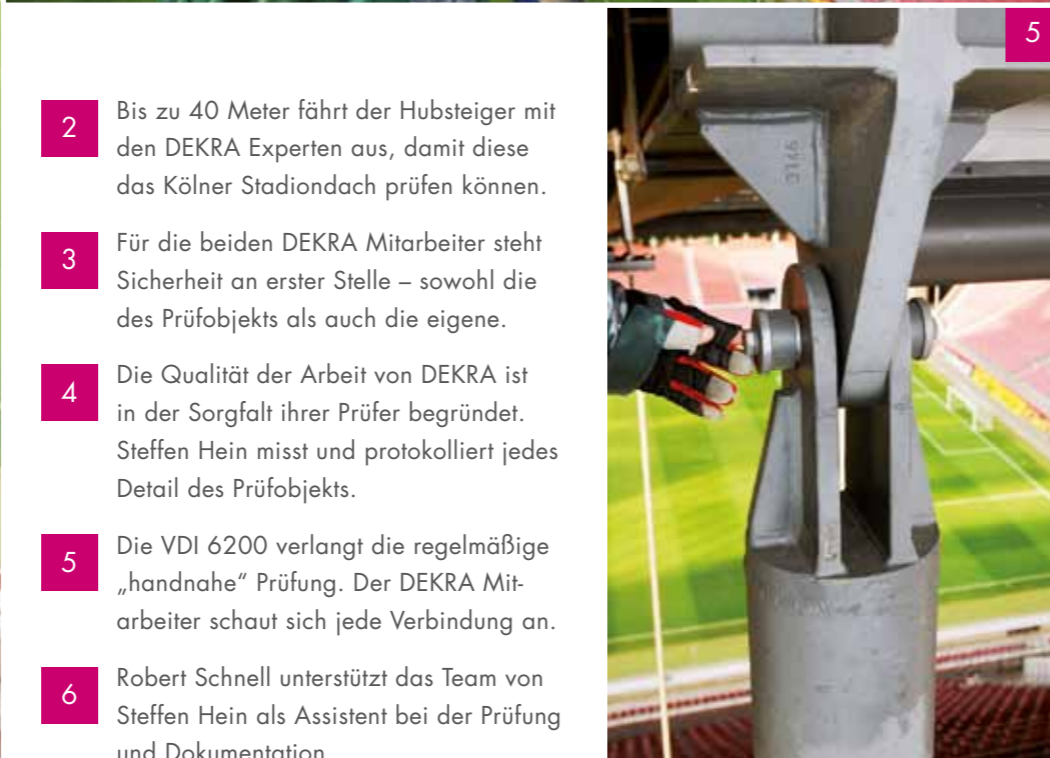 5
2
Bis zu 40 Meter fährt der Hubsteiger mit
den DEKRA Experten aus, damit diese
das Kölner Stadiondach prüfen können.
3
Für die beiden DEKRA Mitarbeiter steht
Sicherheit an erster Stelle – sowohl die
des Prüfobjekts als auch die eigene.
4
Die Qualität der Arbeit von DEKRA ist
in der Sorgfalt ihrer Prüfer begründet.
Steffen Hein misst und protokolliert jedes
Detail des Prüfobjekts.
5
Die VDI 6200 verlangt die regelmäßige
„handnahe“ Prüfung. Der DEKRA Mit-
arbeiter schaut sich jede Verbindung an.
6
Robert Schnell unterstützt das Team von
Steffen Hein als Assistent bei der Prüfung
und Dokumentation